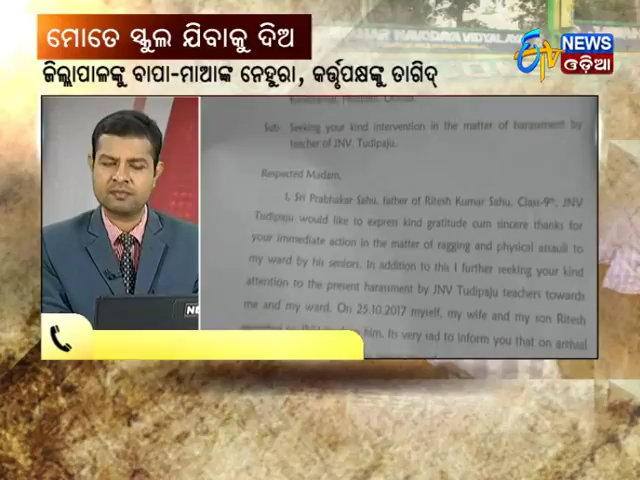 ମୋତେ ସ୍କୁଲ ଯିବାକୁ ଦିଅ
ଜିଲ୍ଲାପାଳଙ୍କୁ ବାପା-ମାଆଙ୍କ ନେହୁରା, କର୍ତ୍ତୃପକ୍ଷଙ୍କୁ ତାଗିଦ୍
NAVODAYA VIDYALAYA
ETV NEWS
ଓଡ଼ିଆ
Sub- Seeking your kind intervention in the matter of harassment by
teacher of JNV, Tudipaju.
Respected Madam,
I, Sri Prabhakar Sahu, father of Ritesh Kumar Sahu, Class-9th, JNV
Tudipaju would like to express kind gratitude cum sincere thanks for
your immediate action in the matter of ragging and physical assault to
my ward by his seniors. In addition to this I further seeking your kind
attention to the present harassment by JNV Tudipaju teachers towards
me and my ward. On 25.10.2017 myself, my wife and my son Ritesh
him. Its very sad to inform you that on arrival